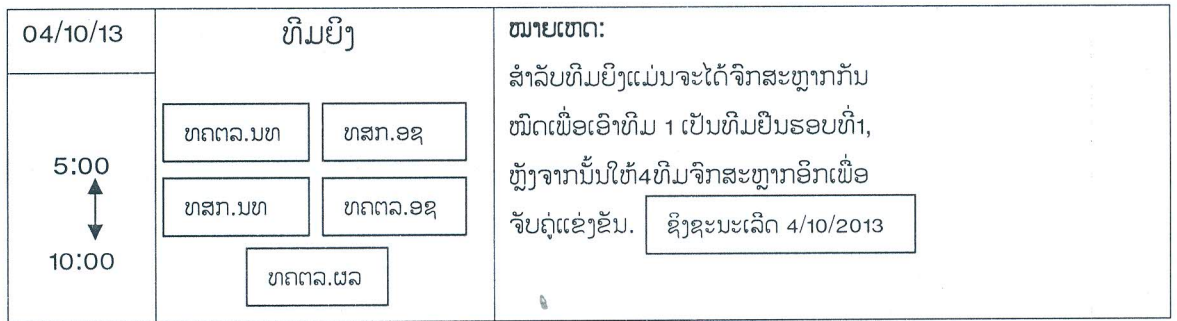 04/10/13
ທີມຍິງ
ໝາຍເຫດ:
ສຳລັບທີມຍິງແມ່ນຈະໄດ້ຈົກສະຫຼາກກັນ
ໝົດເພື່ອເອົາທີມ 1 ເປັນທີມຢືນຮອບທີ່1,
ຫຼັງຈາກນັ້ນໃຫ້4ທີມຈົກສະຫຼາກອິກເພື່ອ
ຈັບຄູ່ແຂ່ງຂັນ. ຊິງຊະນະເລີດ 4/10/2013
5:00
10:00
ທຄຕລ.ນທ ທສກ.ອຊ
ທສກ.ນທ ທຄຕລ.ອຊ
ທຄຕລ.ຜລ